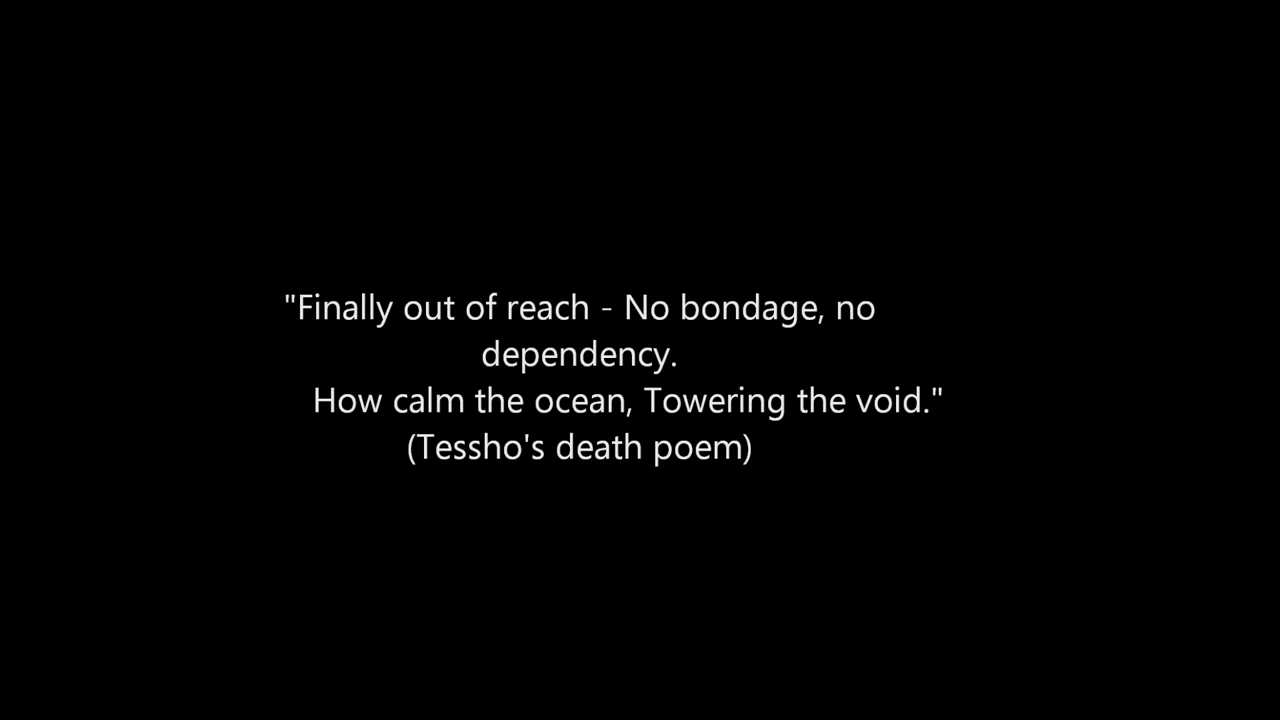 "Finally out of reach - No bondage, no
dependency.
How calm the ocean, Towering the void."
(Tessho's death poem)